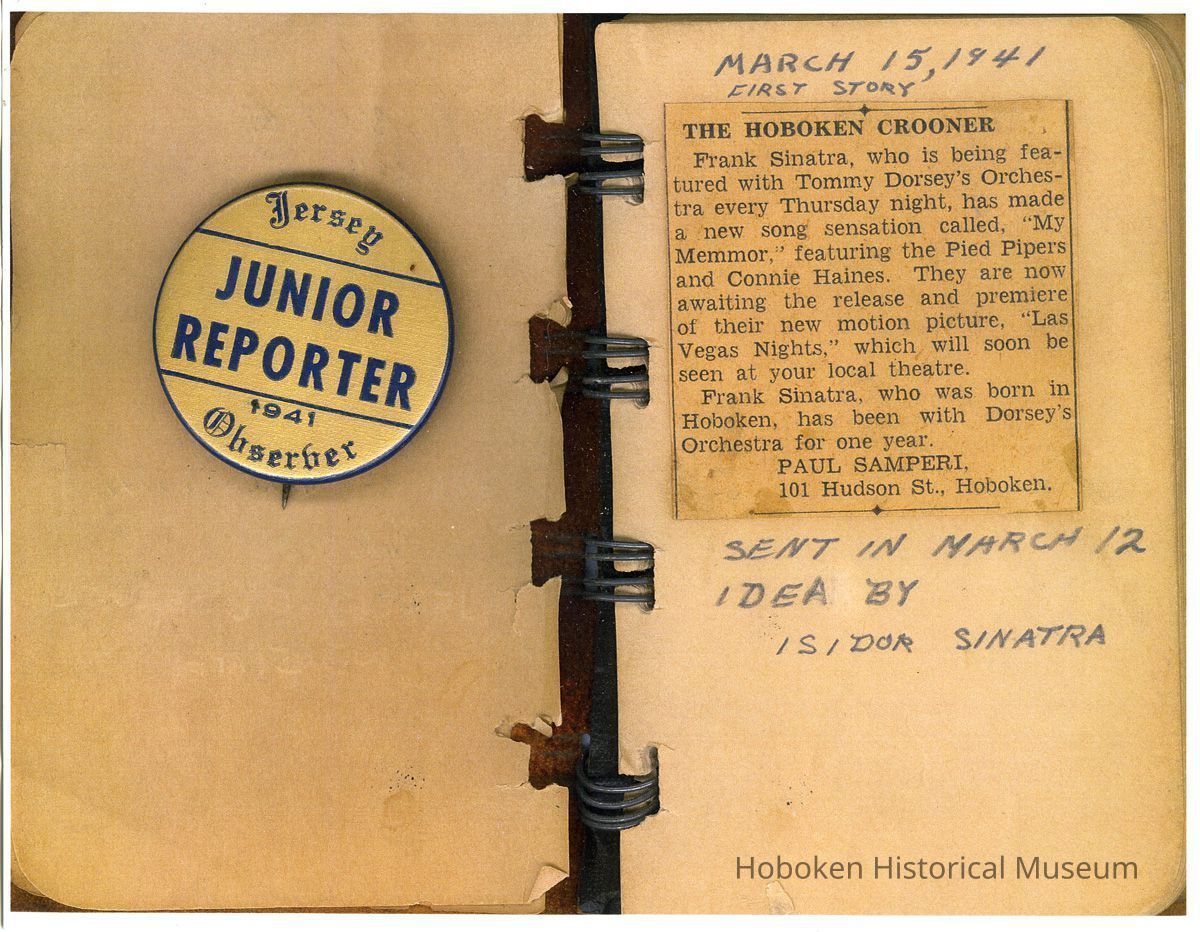 Jersey
JUNIOR
REPORTER
1941
Observer
MARCH 15, 1941
FIRST STORY
THE HOBOKEN CROONER
Frank Sinatra, who is being fea-
tured with Tommy Dorsey's Orches-
tra every Thursday night, has made
a new song sensation called, "My
Memmor," featuring the Pied Pipers
and Connie Haines. They are now
awaiting the release and premiere
of their new motion picture, "Las
Vegas Nights," which will soon be
seen at your local theatre.
Frank Sinatra, who was born in
Hoboken, has been with Dorsey's
Orchestra for one year.
PAUL SAMPERI,
101 Hudson St., Hoboken.
SENT IN MARCH 12
IDEA BY
ISIDOR SINATRA
Hoboken Historical Museum